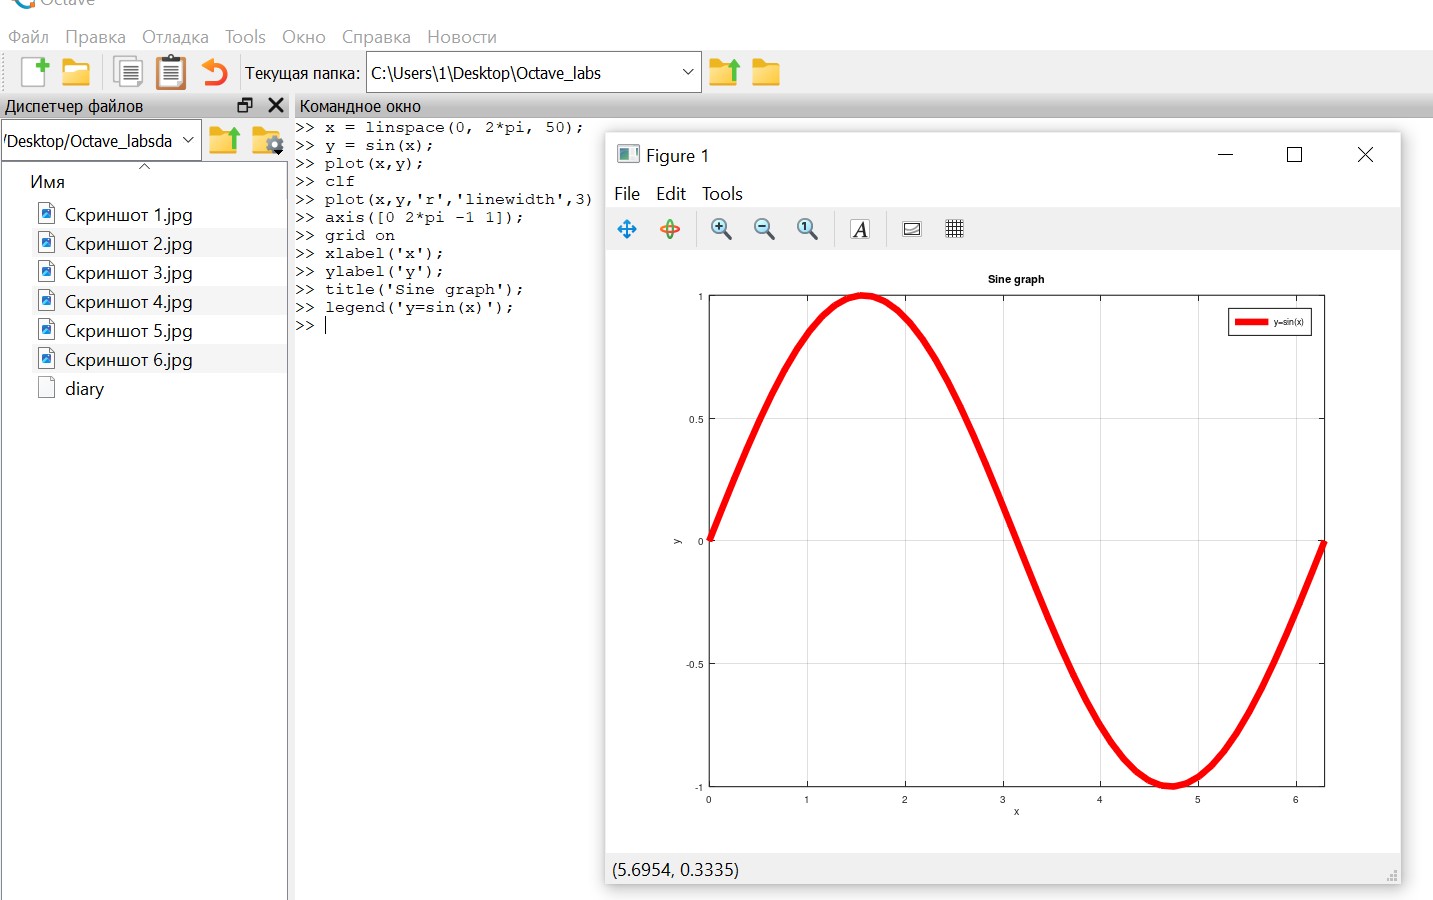 Octave
Файл Правка Отладка Tools Окно Справка Новости
Текущая папка: C:\Users\1\Desktop\Octave_labs
Диспетчер файлов
/Desktop/Octave_labsda
Имя
Скриншот 1.jpg
Скриншот 2.jpg
Скриншот 3.jpg
Скриншот 4.jpg
Скриншот 5.jpg
Скриншот 6.jpg
diary
Командное окно
>> x = linspace(0, 2*pi, 50);
>> y = sin(x);
>> plot(x,y);
>> clf
>> plot(x,y,'r','linewidth',3)
>> axis([0 2*pi -1 1]);
>> grid on
>> xlabel('x');
>> ylabel('y');
>> title('Sine graph');
>> legend('y=sin(x)');
>>
Figure 1
File Edit Tools
Sine graph
y=sin(x)
1
0.5
0
-0.5
-1
y
0 1 2 3 4 5 6
x
(5.6954, 0.3335)